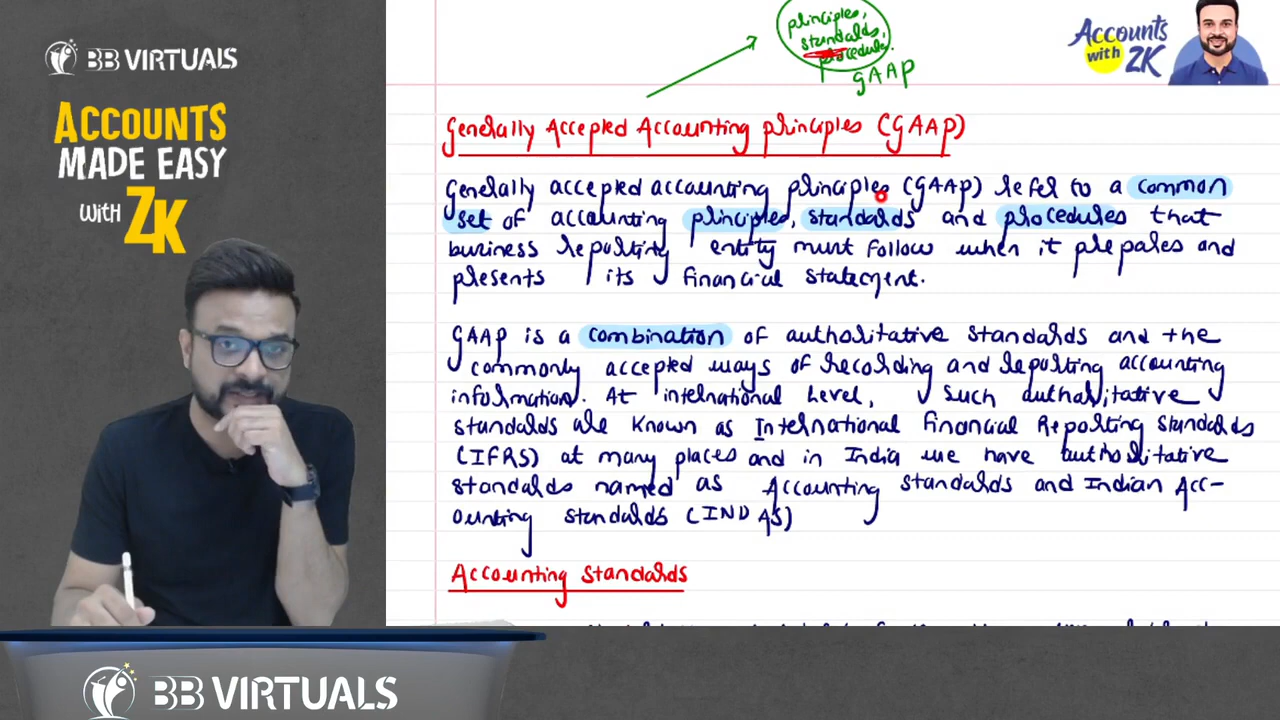 BB VIRTUALS
ACCOUNTS
MADE EASY
WITH ZK
principles,
standards,
procedures.
GAAP
Accounts
with
ZK
Generally Accepted Accounting principles (GAAP)
Generally accepted accounting principles (GAAP) refer to a common
set of accounting principles, standards and procedures that
business reporting entity must follow when it prepares and
presents its financial statement.
GAAP is a combination of authoritative standards and the
commonly accepted ways of recording and reporting accounting
information. At international level, such authoritative
standards are known as International Financial Reporting Standards
(IFRS) at many places and in India we have authoritative
standards named as Accounting standards and Indian Acc-
ounting standards (IND AS)
Accounting standards
BB VIRTUALS